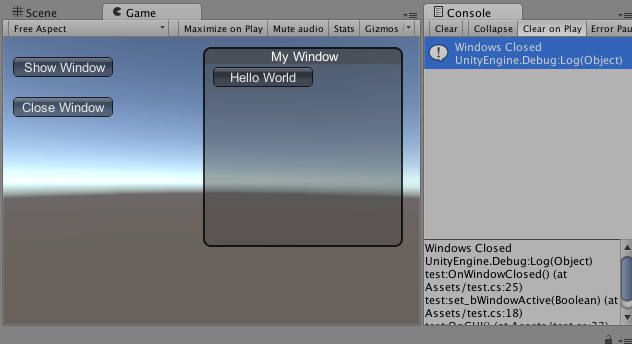 Scene Game
Free Aspect Maximize on Play Mute audio Stats Gizmos
Show Window
Close Window
My Window
Hello World
Console
Clear Collapse Clear on Play Error Pau
Windows Closed
UnityEngine.Debug:Log(Object)
Windows Closed
UnityEngine.Debug:Log(Object)
test:OnWindowClosed() (at
Assets/test.cs:25)
test:set_bWindowActive(Boolean) (at
Assets/test.cs:18)